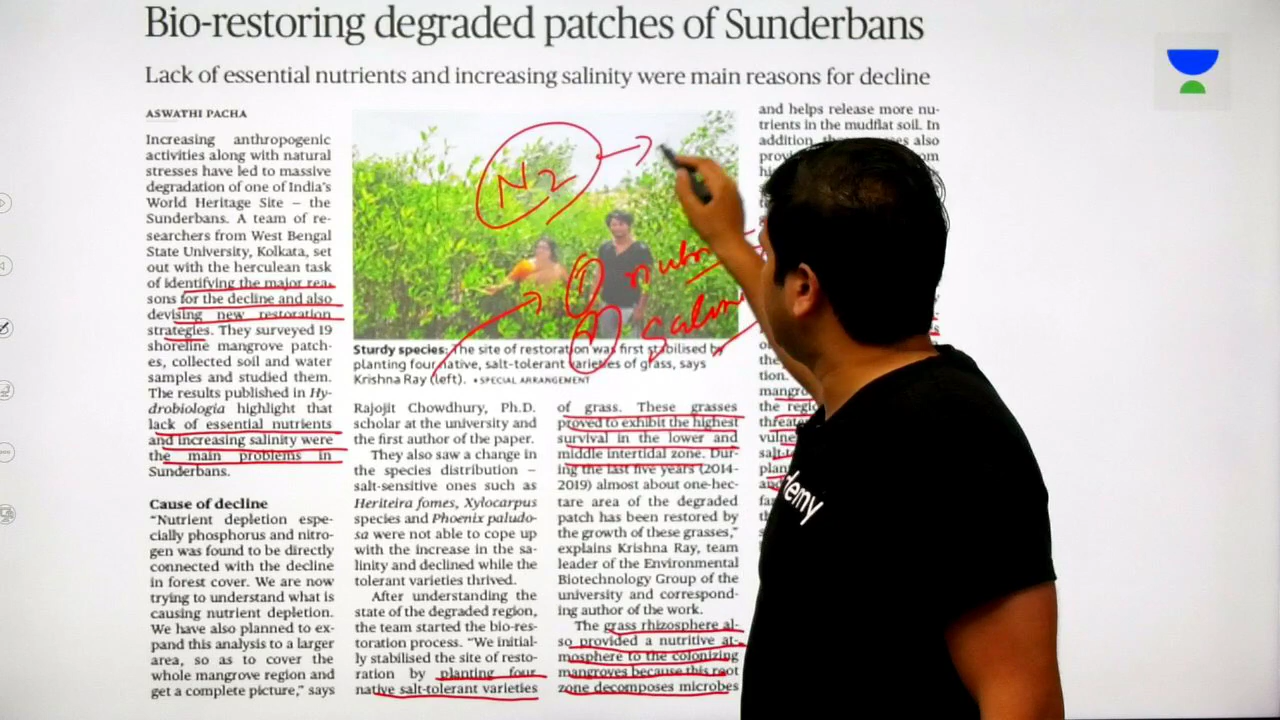 Bio-restoring degraded patches of Sunderbans
Lack of essential nutrients and increasing salinity were main reasons for decline
ASWATHI PACHA
Increasing anthropogenic
activities along with natural
stresses have led to massive
degradation of one of India's
World Heritage Site – the
Sunderbans. A team of re-
searchers from West Bengal
State University, Kolkata, set
out with the herculean task
of identifying the major rea-
sons for the decline and also
devising new restoration
strategies. They surveyed 19
shoreline mangrove patch-
es, collected soil and water
samples and studied them.
The results published in Hy-
drobiologia highlight that
lack of essential nutrients
and increasing salinity were
the main problems in
Sunderbans.
Cause of decline
"Nutrient depletion espe-
cially phosphorus and nitro-
gen was found to be directly
connected with the decline
in forest cover. We are now
trying to understand what is
causing nutrient depletion.
We have also planned to ex-
pand this analysis to a larger
area, so as to cover the
whole mangrove region and
get a complete picture," says
N2
1 nutr
2 Salin
Sturdy species: The site of restoration was first stabilised by
planting four native, salt-tolerant varieties of grass, says
Krishna Ray (left). • SPECIAL ARRANGEMENT
Rajojit Chowdhury, Ph.D.
scholar at the university and
the first author of the paper.
They also saw a change in
the species distribution –
salt-sensitive ones such as
Heriteira fomes, Xylocarpus
species and Phoenix paludo-
sa were not able to cope up
with the increase in the sa-
linity and declined while the
tolerant varieties thrived.
After understanding the
state of the degraded region,
the team started the bio-res-
toration process. "We initial-
ly stabilised the site of resto-
ration by planting four
native salt-tolerant varieties
of grass. These grasses
proved to exhibit the highest
survival in the lower and
middle intertidal zone. Dur-
ing the last five years (2014-
2019) almost about one-hec-
tare area of the degraded
patch has been restored by
the growth of these grasses,"
explains Krishna Ray, team
leader of the Environmental
Biotechnology Group of the
university and correspond-
ing author of the work.
The grass rhizosphere al-
so provided a nutritive at-
mosphere to the colonizing
mangroves because this root
zone decomposes microbes
and helps release more nu-
trients in the mudflat soil. In
addition, also
the
tion.
the
demy